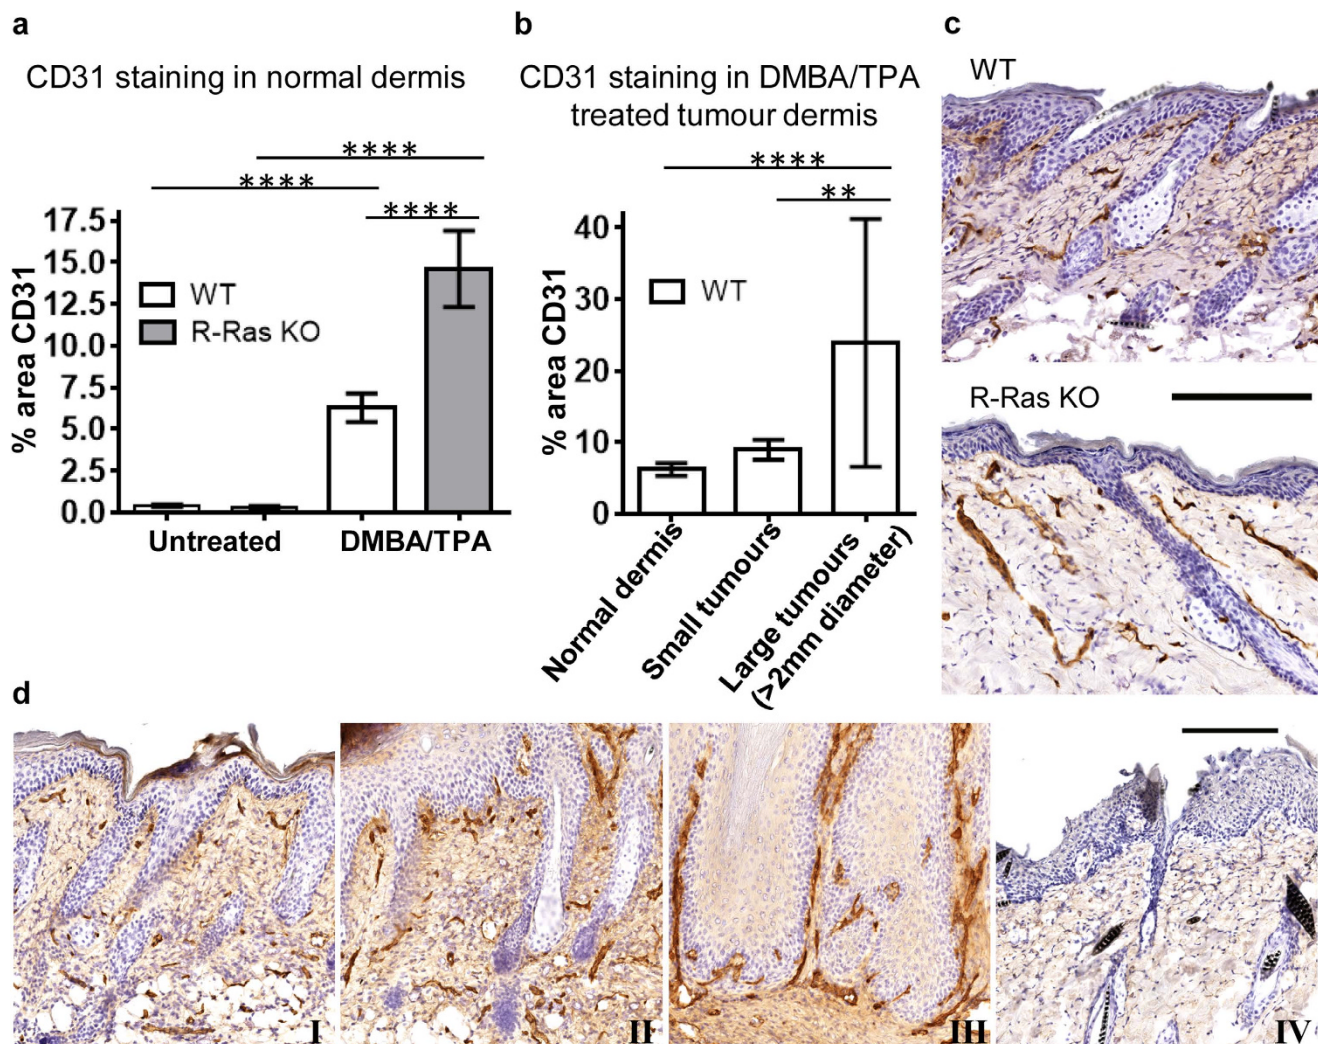 a
CD31 staining in normal dermis
****
****
****
17.5
15.0
12.5
10.0
7.5
5.0
2.5
0.0
% area CD31
WT
R-Ras KO
Untreated
DMBA/TPA
b
CD31 staining in DMBA/TPA
treated tumour dermis
****
**
40
30
20
10
0
% area CD31
WT
Normal dermis
Small tumours
Large tumours
(>2mm diameter)
c
WT
R-Ras KO
d
I
II
III
IV